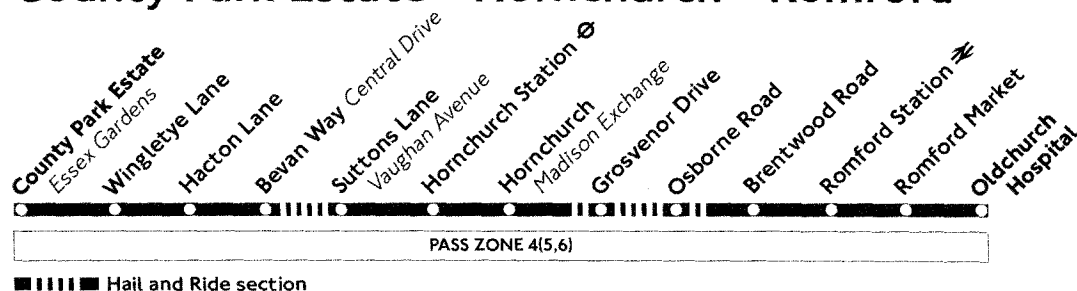 County Park Estate - Hornchurch - Romford
County Park Estate
Essex Gardens
Wingletye Lane
Hacton Lane
Bevan Way Central Drive
Suttons Lane
Vaughan Avenue
Hornchurch Station
Hornchurch
Madison Exchange
Grosvenor Drive
Osborne Road
Brentwood Road
Romford Station
Romford Market
Oldchurch
Hospital
PASS ZONE 4(5,6)
Hail and Ride section